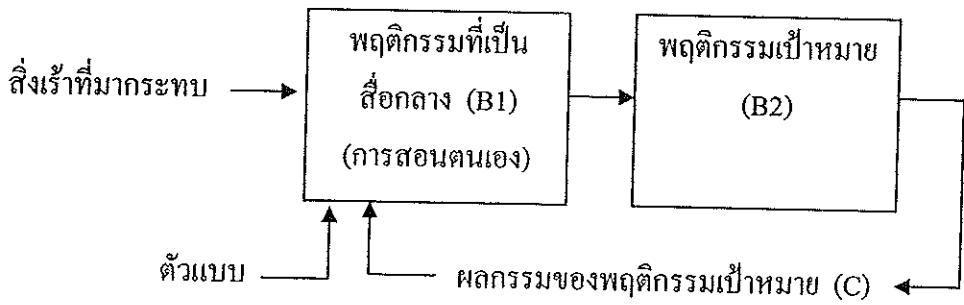 สิ่งเร้าที่มากระทบ
พฤติกรรมที่เป็น
สื่อกลาง (B1)
(การสอนตนเอง)
พฤติกรรมเป้าหมาย
(B2)
ตัวแบบ
ผลกรรมของพฤติกรรมเป้าหมาย (C)